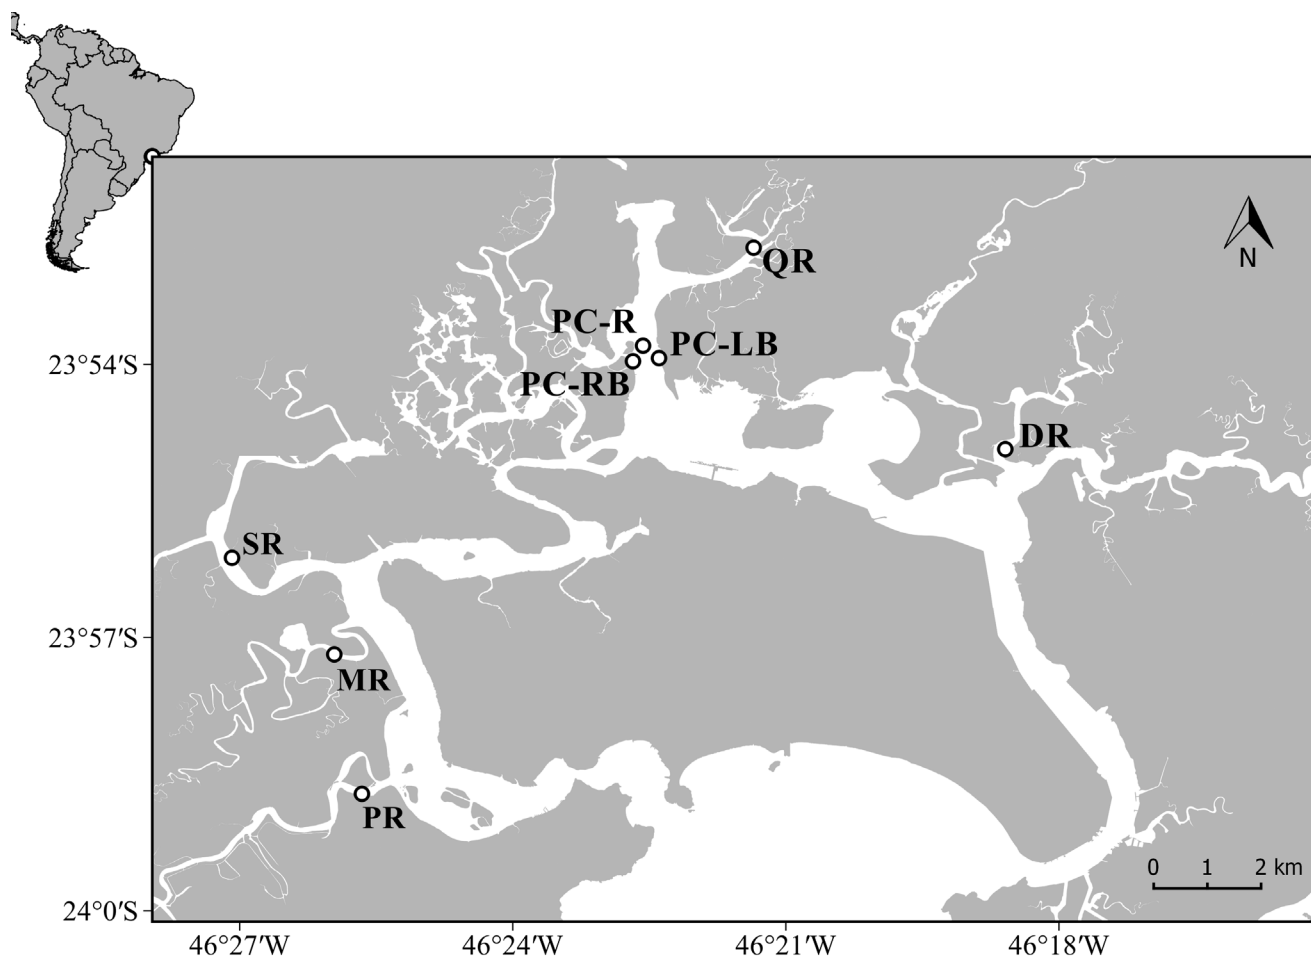 N
QR
PC-R
PC-LB
23°54′S
PC-RB
DR
SR
23°57′S
MR
PR
0 1 2 km
24°0′S
46°27′W 46°24′W 46°21′W 46°18′W